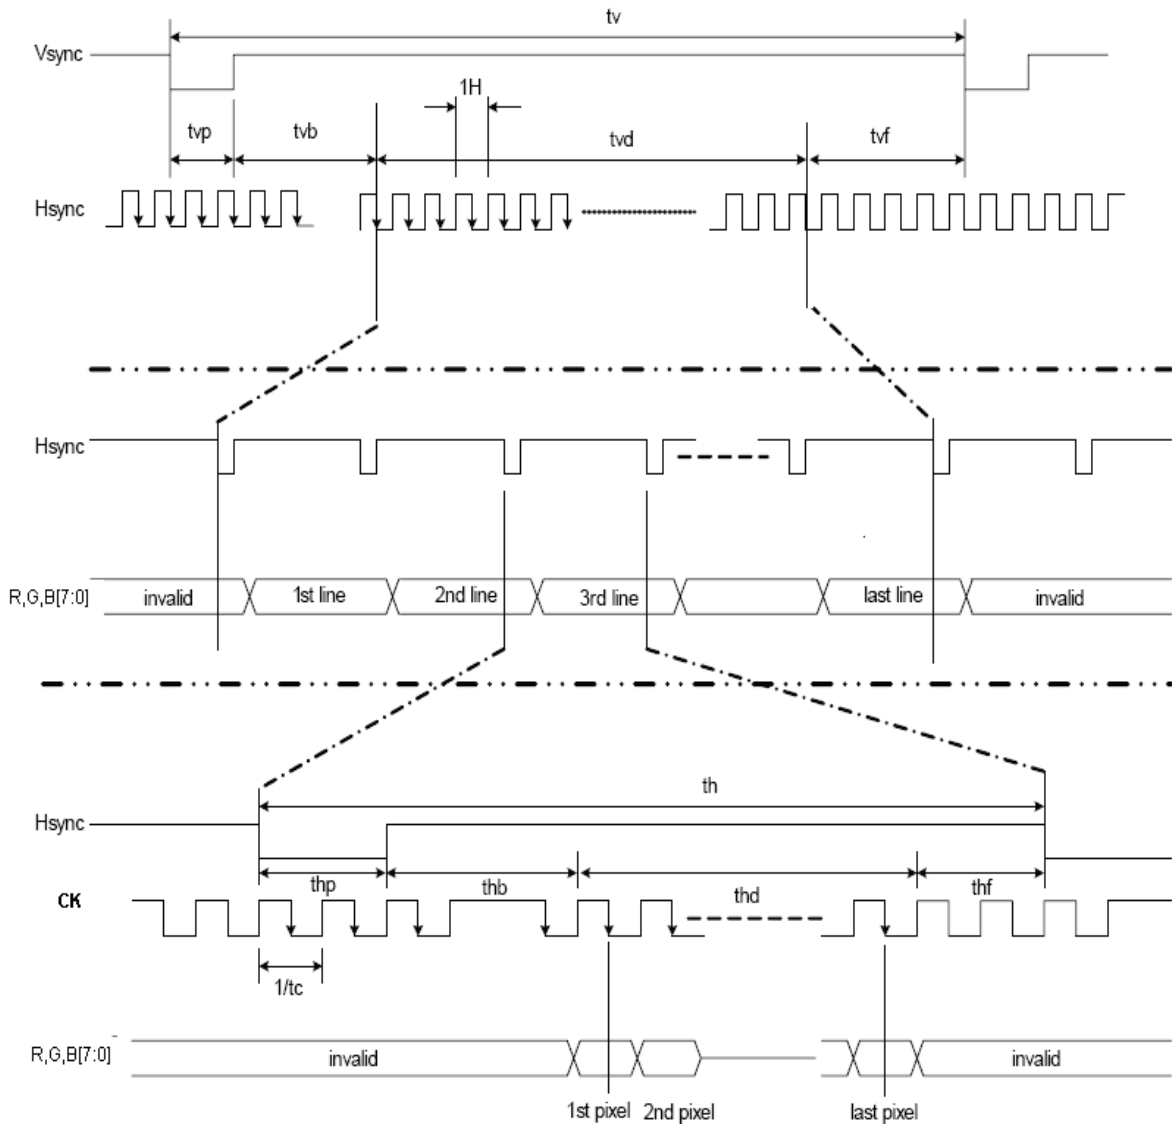 tv
Vsync
1H
tvp
tvb
tvd
tvf
Hsync
Hsync
R,G,B[7:0]
invalid
1st line
2nd line
3rd line
last line
invalid
th
Hsync
thp
thb
thd
thf
CK
1/tc
R,G,B[7:0]
invalid
invalid
1st pixel
2nd pixel
last pixel